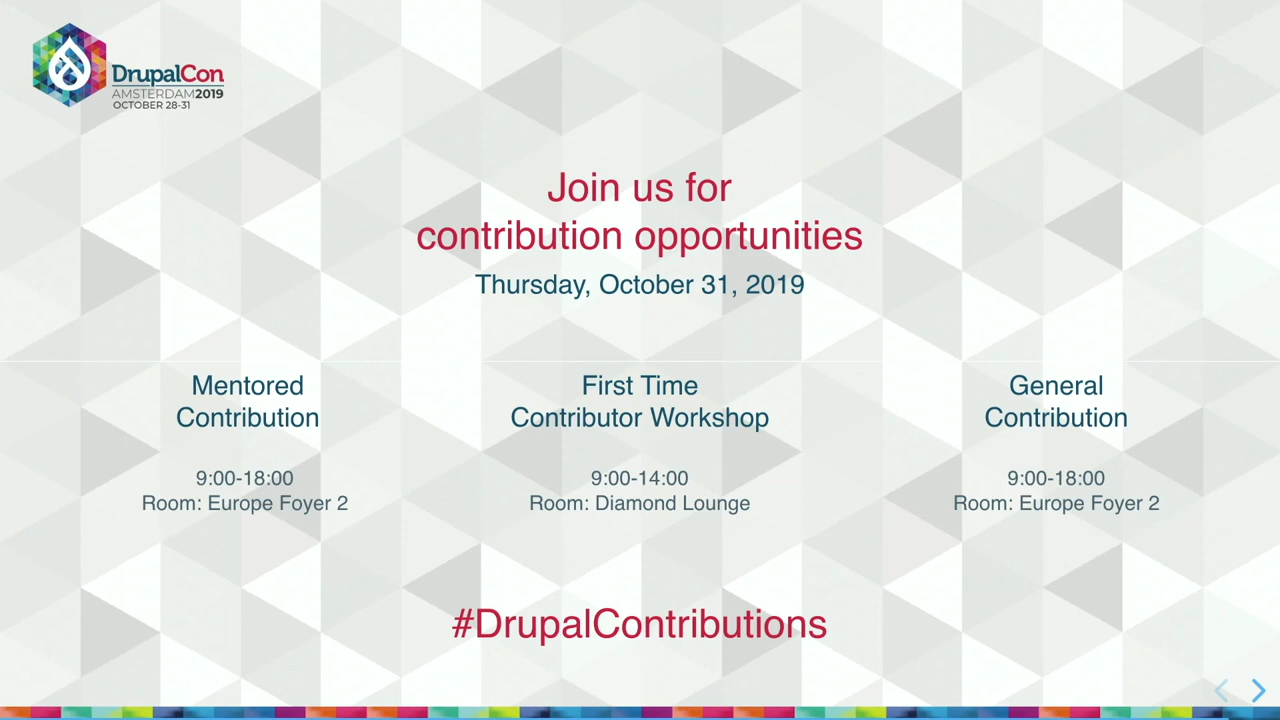 DrupalCon
AMSTERDAM2019
OCTOBER 28-31
Join us for
contribution opportunities
Thursday, October 31, 2019
Mentored
Contribution
9:00-18:00
Room: Europe Foyer 2
First Time
Contributor Workshop
9:00-14:00
Room: Diamond Lounge
General
Contribution
9:00-18:00
Room: Europe Foyer 2
#DrupalContributions